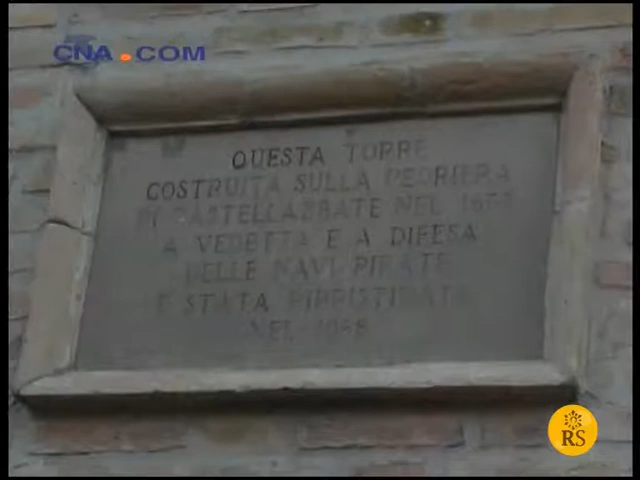 CNA.COM
QUESTA TORRE
COSTRUITA SULLA PEDRIERA
DI CASTELLABBATE NEL
A VEDETTA E A DIFESA
DELLE NAVI PIRATE
E STATA RIPRISTINATA
NEL
RS